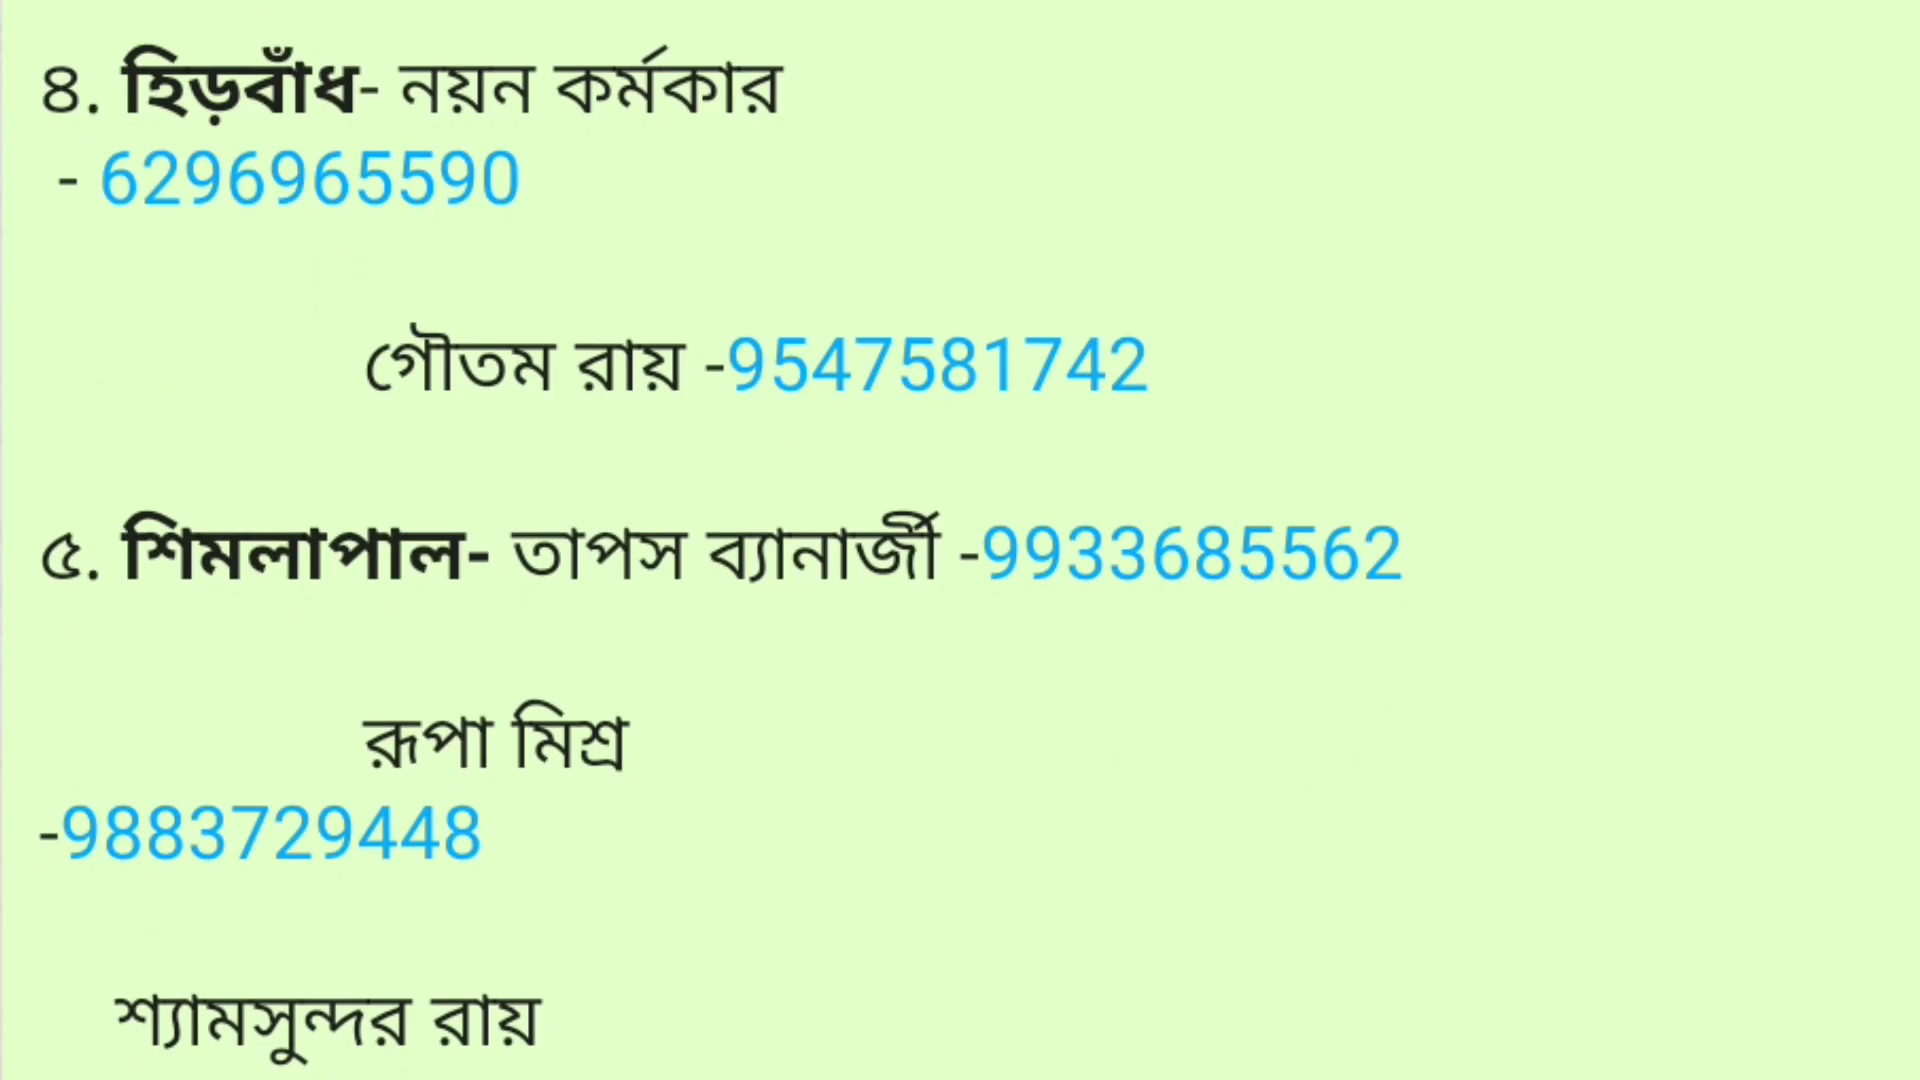 ৪. হিড়বাঁধ- নয়ন কর্মকার
- 6296965590
গৌতম রায় -9547581742
৫. শিমলাপাল- তাপস ব্যানার্জী -9933685562
রূপা মিশ্র
-9883729448
শ্যামসুন্দর রায়